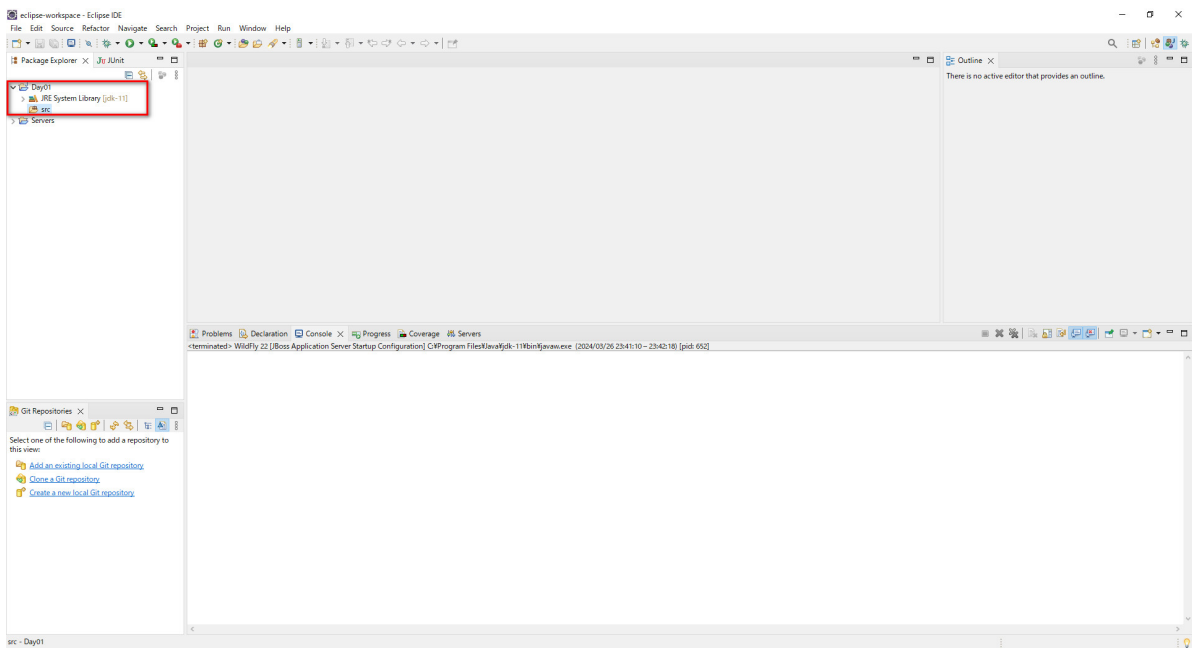 eclipse-workspace - Eclipse IDE
File Edit Source Refactor Navigate Search Project Run Window Help
Package Explorer JUnit
Day01
JRE System Library [jdk-11]
src
Servers
Outline
There is no active editor that provides an outline.
Problems Declaration Console Progress Coverage Servers
<terminated> WildFly 22 [JBoss Application Server Startup Configuration] C:¥Program Files¥Java¥jdk-11¥bin¥javaw.exe (2024/03/26 23:41:10 – 23:42:18) [pid: 652]
Git Repositories
Select one of the following to add a repository to
this view:
Add an existing local Git repository
Clone a Git repository
Create a new local Git repository
src - Day01